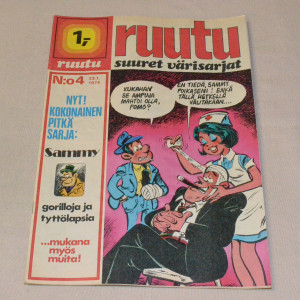 1,-
ruutu
ruutu
suuret värisarjat
N:o 4
NYT!
KOKONAINEN
PITKÄ
SARJA:
Sammy
gorilloja ja
tyttölapsia
...mukana
myös
muita!
KUKAHAN
SE AMPUJA
MAHTOI OLLA,
POMO?
EN TIEDÄ, SAMMY
POIKASENI! ENKÄ
TÄLLÄ HETKELLÄ
VÄLITÄKÄÄN...